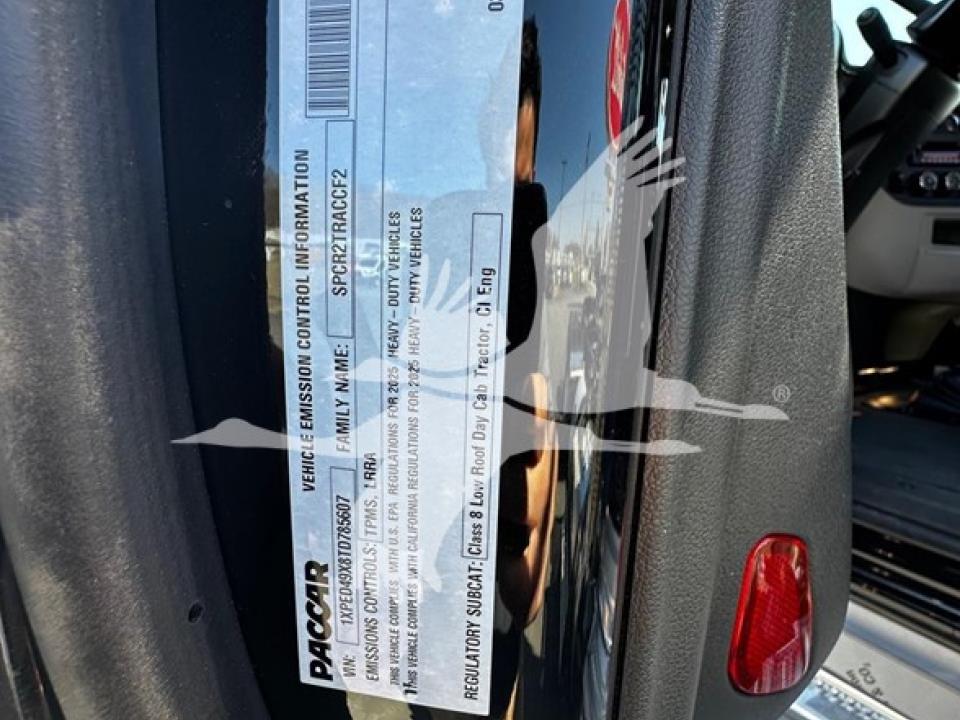 VEHICLE EMISSION CONTROL INFORMATION
PACCAR
VIN: 1XPED49X8TD785607 FAMILY NAME: SPCR2TRACCF2
EMISSIONS CONTROLS: TPMS, LRRA
THIS VEHICLE COMPLIES WITH U.S. EPA REGULATIONS FOR 2025 HEAVY-DUTY VEHICLES
THIS VEHICLE COMPLIES WITH CALIFORNIA REGULATIONS FOR 2025 HEAVY-DUTY VEHICLES
REGULATORY SUBCAT: Class 8 Low Roof Day Cab Tractor, CI Eng
®